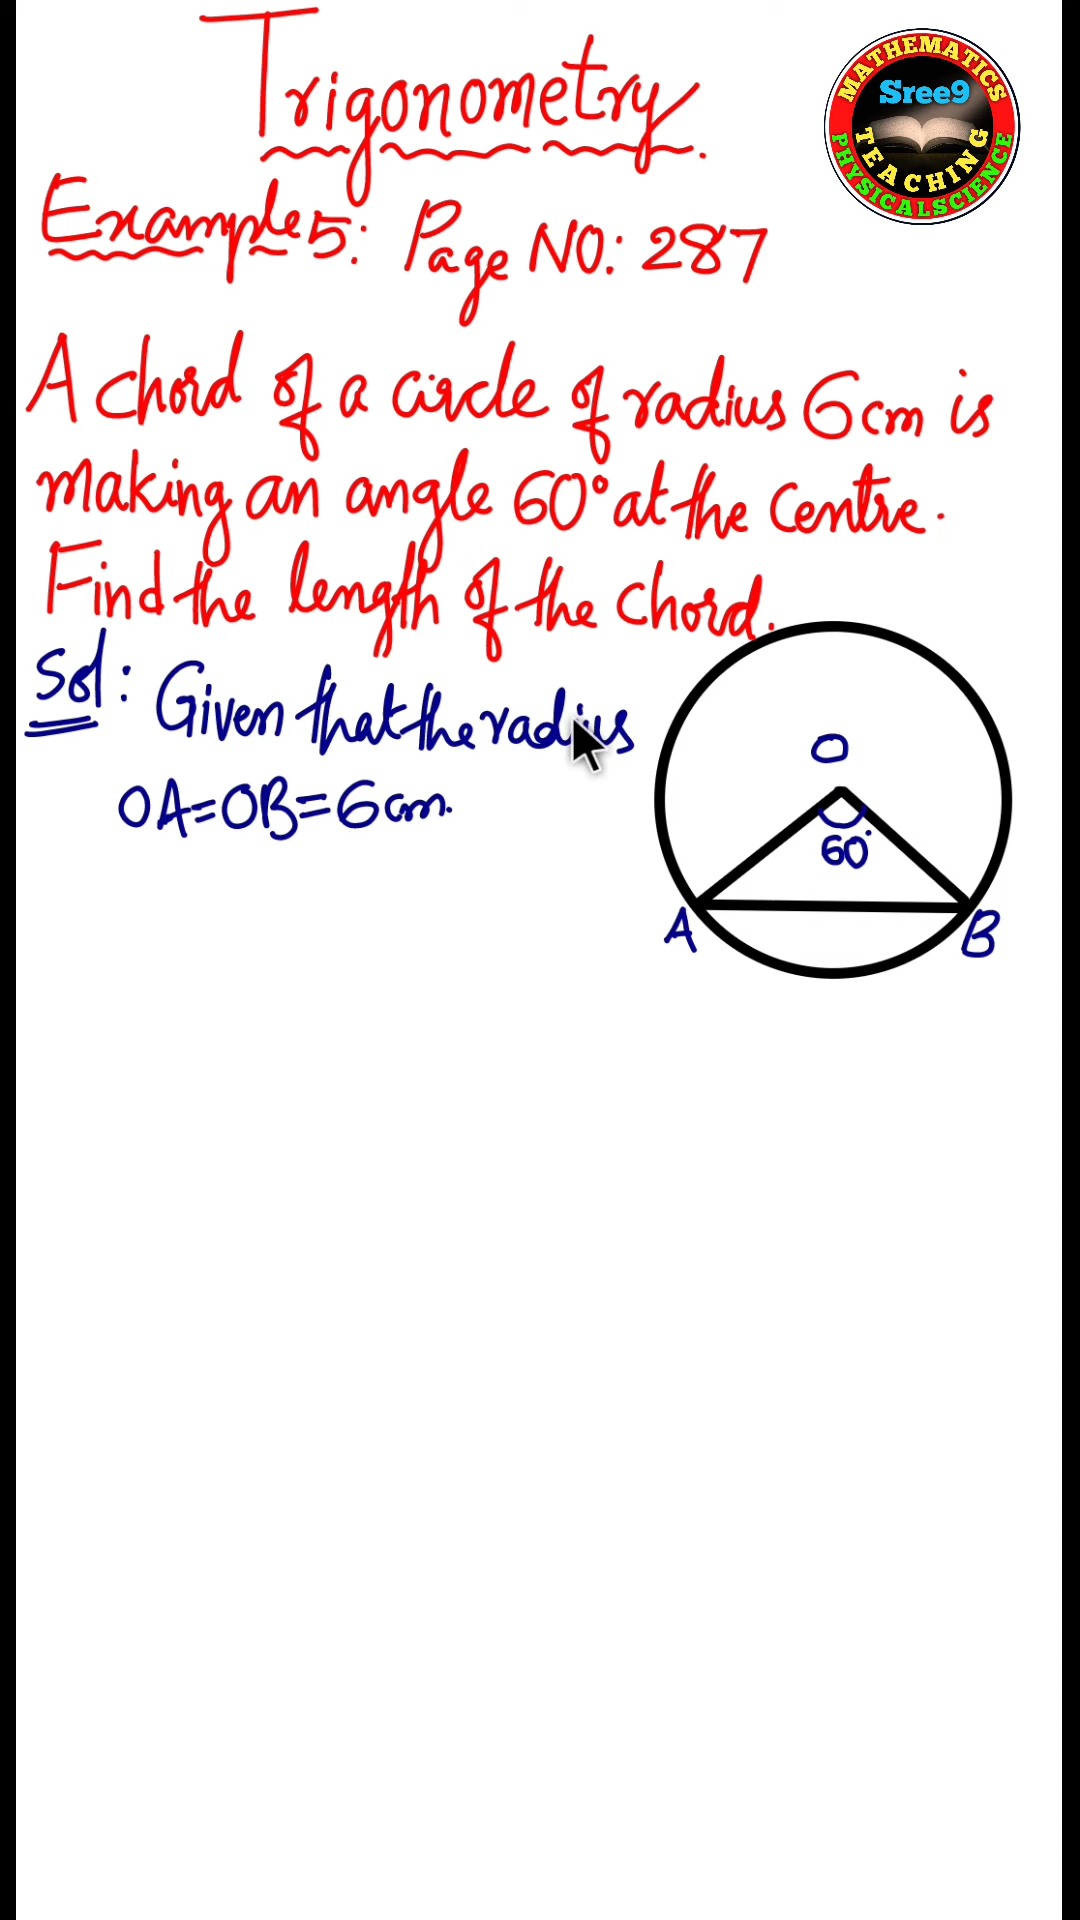 Trigonometry.
MATHEMATICS
Sree9
TEACHING
PHYSICALSCIENCE
Example 5: Page NO: 287
A chord of a circle of radius 6cm is
making an angle 60° at the Centre.
Find the length of the chord.
Sol: Given that the radius
OA=OB=6cm.
O
60°
A
B